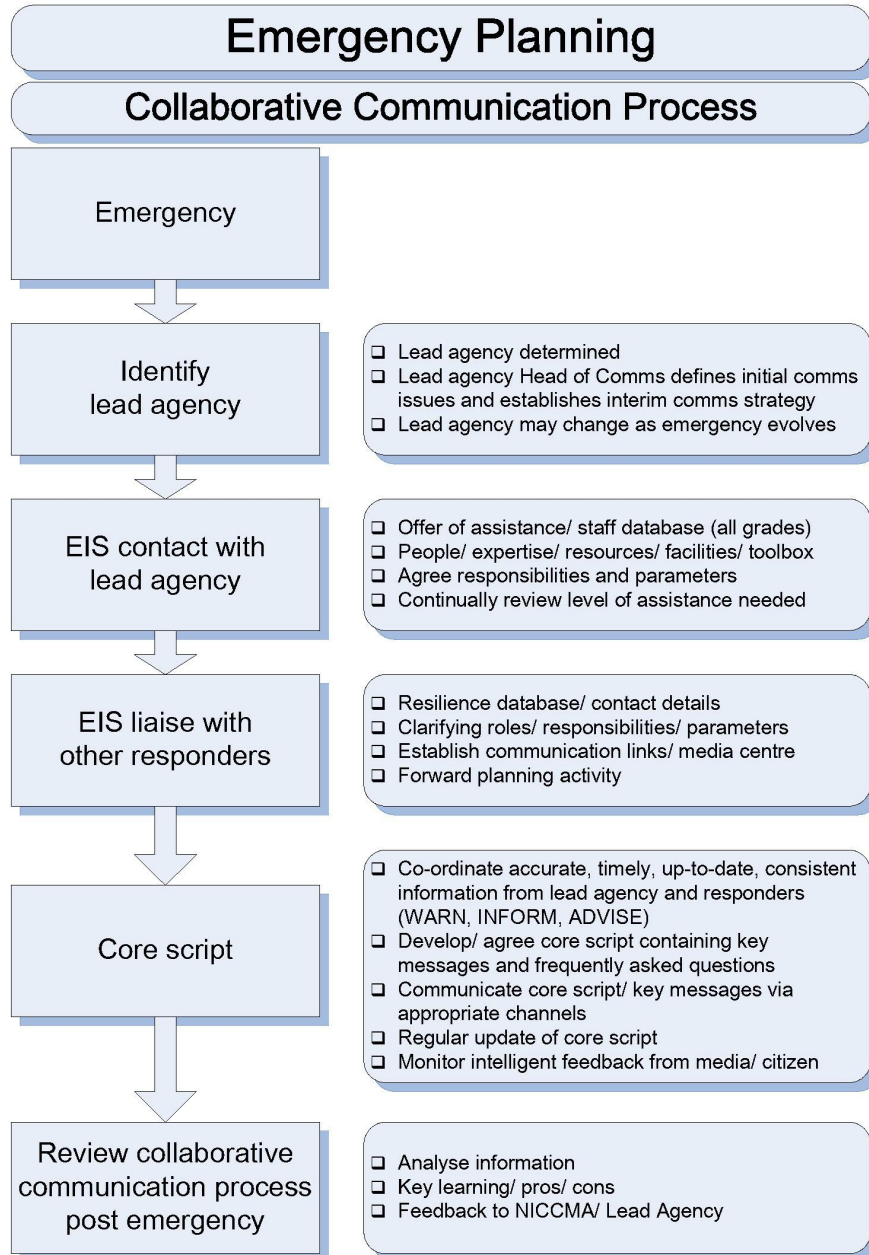 Emergency Planning
Collaborative Communication Process
Emergency
Identify
lead agency
❑ Lead agency determined
❑ Lead agency Head of Comms defines initial comms
issues and establishes interim comms strategy
❑ Lead agency may change as emergency evolves
EIS contact with
lead agency
❑ Offer of assistance/ staff database (all grades)
❑ People/ expertise/ resources/ facilities/ toolbox
❑ Agree responsibilities and parameters
❑ Continually review level of assistance needed
EIS liaise with
other responders
❑ Resilience database/ contact details
❑ Clarifying roles/ responsibilities/ parameters
❑ Establish communication links/ media centre
❑ Forward planning activity
Core script
❑ Co-ordinate accurate, timely, up-to-date, consistent
information from lead agency and responders
(WARN, INFORM, ADVISE)
❑ Develop/ agree core script containing key
messages and frequently asked questions
❑ Communicate core script/ key messages via
appropriate channels
❑ Regular update of core script
❑ Monitor intelligent feedback from media/ citizen
Review collaborative
communication process
post emergency
❑ Analyse information
❑ Key learning/ pros/ cons
❑ Feedback to NICCMA/ Lead Agency